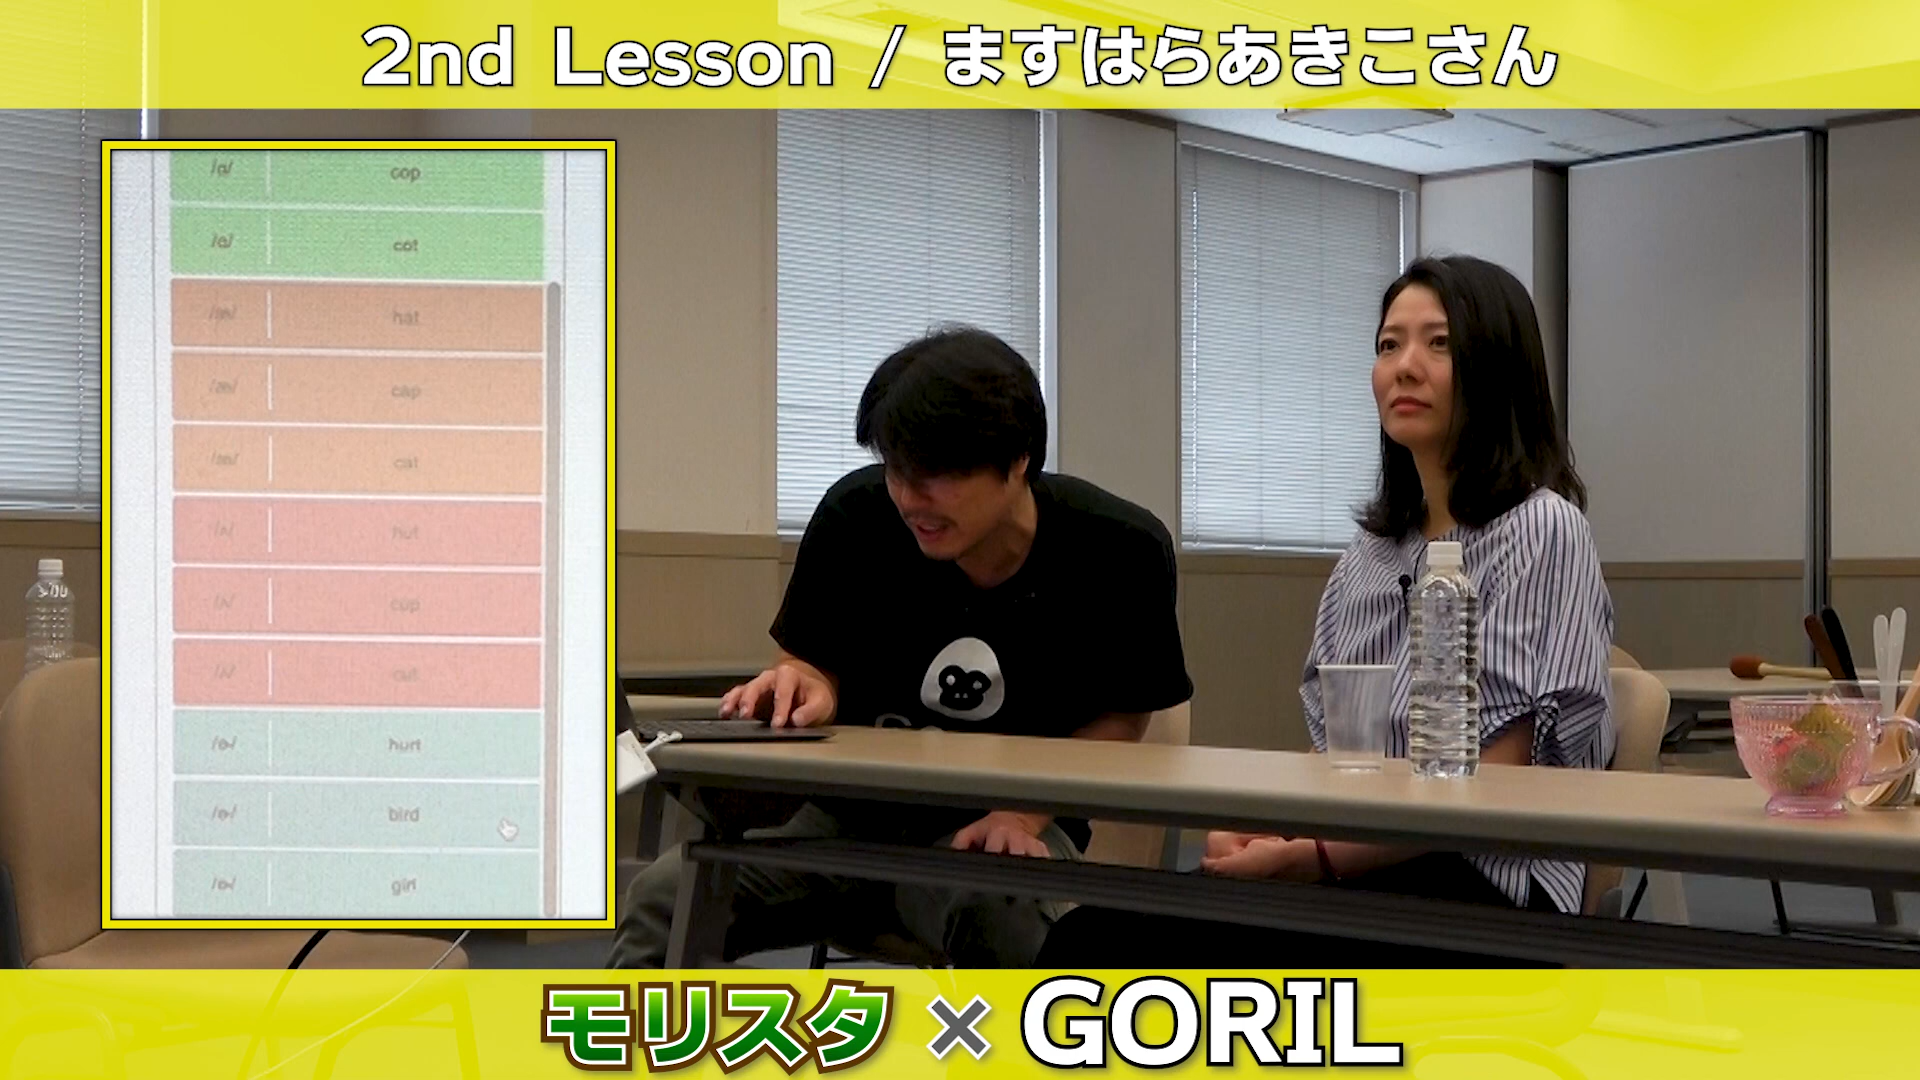 2nd Lesson / ますはらあきこさん
/ɑ/ cop
/ɑ/ cot
/æ/ hat
/æ/ cap
/æ/ cat
/ʌ/ hut
/ʌ/ cup
/ʌ/ cut
/ɚ/ hurt
/ɚ/ bird
/ɚ/ girl
モリスタ × GORIL